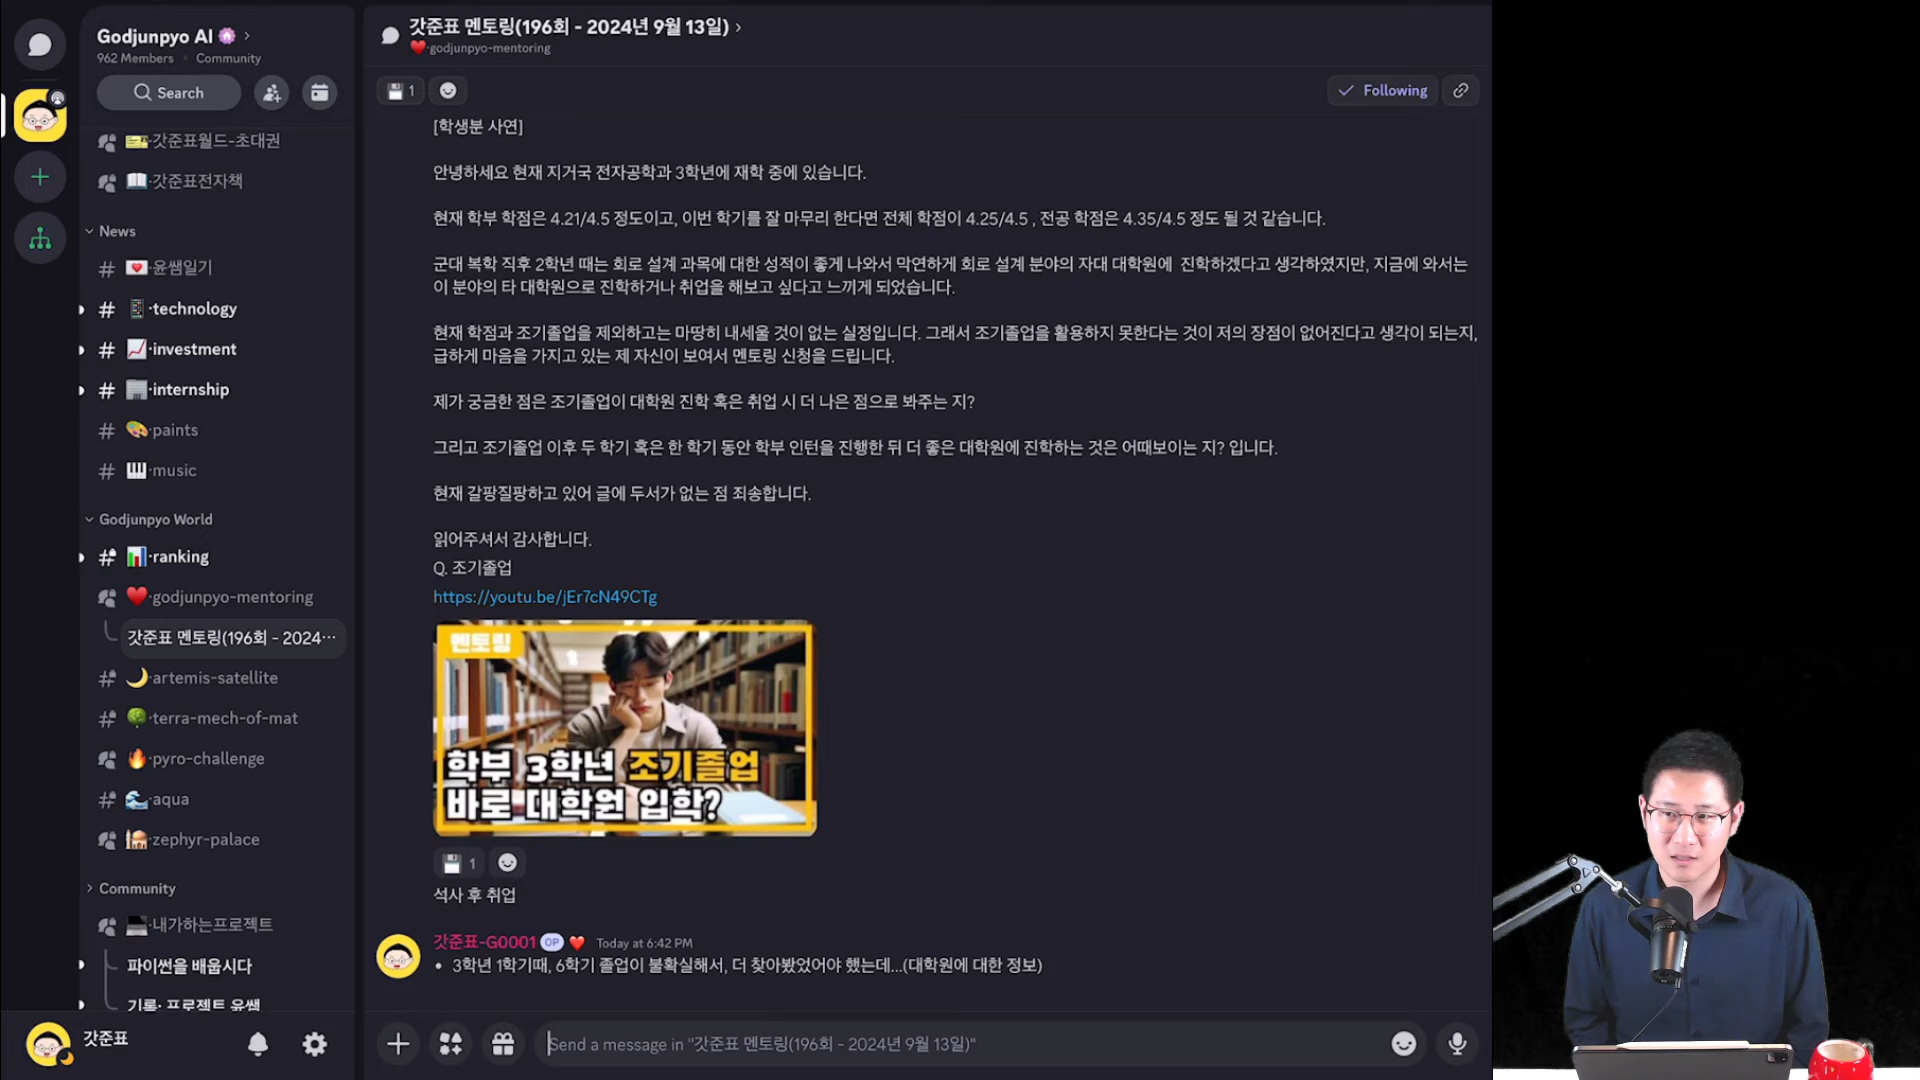 Godjunpyo AI
962 Members • Community
Search
갓준표월드-초대권
갓준표전자책
News
윤쌤일기
technology
investment
internship
paints
music
Godjunpyo World
ranking
godjunpyo-mentoring
갓준표 멘토링(196회 - 2024···
artemis-satellite
terra-mech-of-mat
pyro-challenge
aqua
zephyr-palace
Community
내가하는프로젝트
파이썬을 배웁시다
기록: 프로젝트 윤쌤
갓준표
갓준표 멘토링(196회 - 2024년 9월 13일)
godjunpyo-mentoring
1
Following
[학생분 사연]
안녕하세요 현재 지거국 전자공학과 3학년에 재학 중에 있습니다.
현재 학부 학점은 4.21/4.5 정도이고, 이번 학기를 잘 마무리 한다면 전체 학점이 4.25/4.5 , 전공 학점은 4.35/4.5 정도 될 것 같습니다.
군대 복학 직후 2학년 때는 회로 설계 과목에 대한 성적이 좋게 나와서 막연하게 회로 설계 분야의 자대 대학원에 진학하겠다고 생각하였지만, 지금에 와서는
이 분야의 타 대학원으로 진학하거나 취업을 해보고 싶다고 느끼게 되었습니다.
현재 학점과 조기졸업을 제외하고는 마땅히 내세울 것이 없는 실정입니다. 그래서 조기졸업을 활용하지 못한다는 것이 저의 장점이 없어진다고 생각이 되는지,
급하게 마음을 가지고 있는 제 자신이 보여서 멘토링 신청을 드립니다.
제가 궁금한 점은 조기졸업이 대학원 진학 혹은 취업 시 더 나은 점으로 봐주는 지?
그리고 조기졸업 이후 두 학기 혹은 한 학기 동안 학부 인턴을 진행한 뒤 더 좋은 대학원에 진학하는 것은 어때보이는 지? 입니다.
현재 갈팡질팡하고 있어 글에 두서가 없는 점 죄송합니다.
읽어주셔서 감사합니다.
Q. 조기졸업
https://youtu.be/jEr7cN49CTg
멘토링
학부 3학년 조기졸업
바로 대학원 입학?
1
석사 후 취업
갓준표-G0001 OP Today at 6:42 PM
• 3학년 1학기때, 6학기 졸업이 불확실해서, 더 찾아봤었어야 했는데...(대학원에 대한 정보)
Send a message in "갓준표 멘토링(196회 - 2024년 9월 13일)"